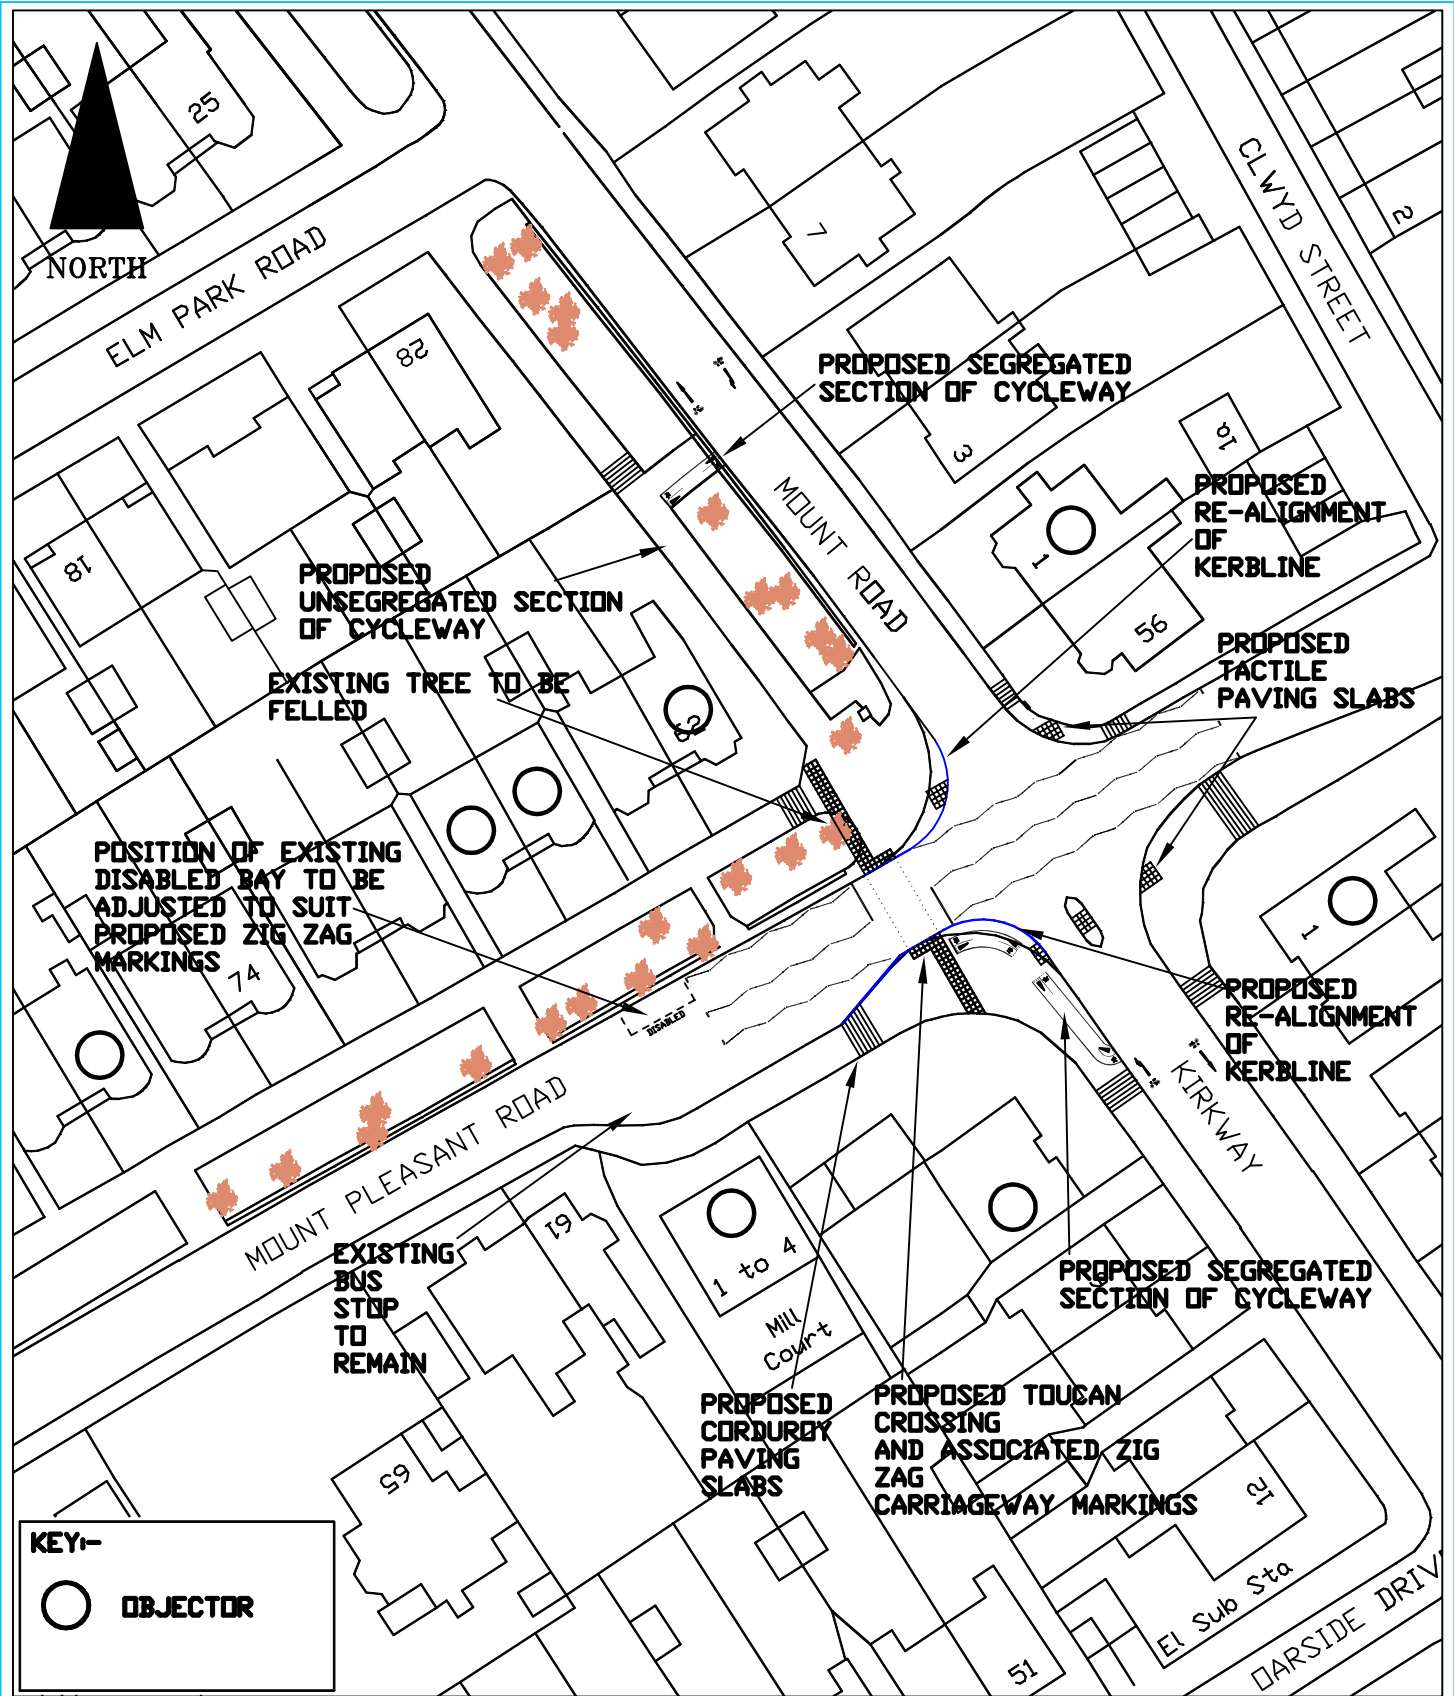 25
NORTH
ELM PARK ROAD
28
18
7
CLWYD STREET
2
PROPOSED SEGREGATED
SECTION OF CYCLEWAY
3
MOUNT ROAD
PROPOSED
RE-ALIGNMENT
OF
KERBLINE
1
56
PROPOSED
UNSEGREGATED SECTION
OF CYCLEWAY
PROPOSED
TACTILE
PAVING SLABS
EXISTING TREE TO BE
FELLED
62
POSITION OF EXISTING
DISABLED BAY TO BE
ADJUSTED TO SUIT
PROPOSED ZIG ZAG
MARKINGS
74
DISABLED
1
PROPOSED
RE-ALIGNMENT
OF
KERBLINE
KIRKWAY
MOUNT PLEASANT ROAD
61
EXISTING
BUS
STOP
TO
REMAIN
1 to 4
Mill
Court
PROPOSED SEGREGATED
SECTION OF CYCLEWAY
PROPOSED
CORDUROY
PAVING
SLABS
PROPOSED TOUCAN
CROSSING
AND ASSOCIATED ZIG
ZAG
CARRIAGEWAY MARKINGS
65
12
El Sub Sta
51
KEY:-
OBJECTOR